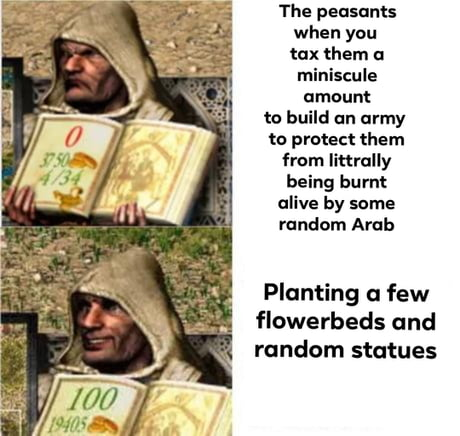 The peasants
when you
tax them a
miniscule
amount
to build an army
to protect them
from littrally
being burnt
alive by some
random Arab
0
3750
4/34
Planting a few
flowerbeds and
random statues
100
19405